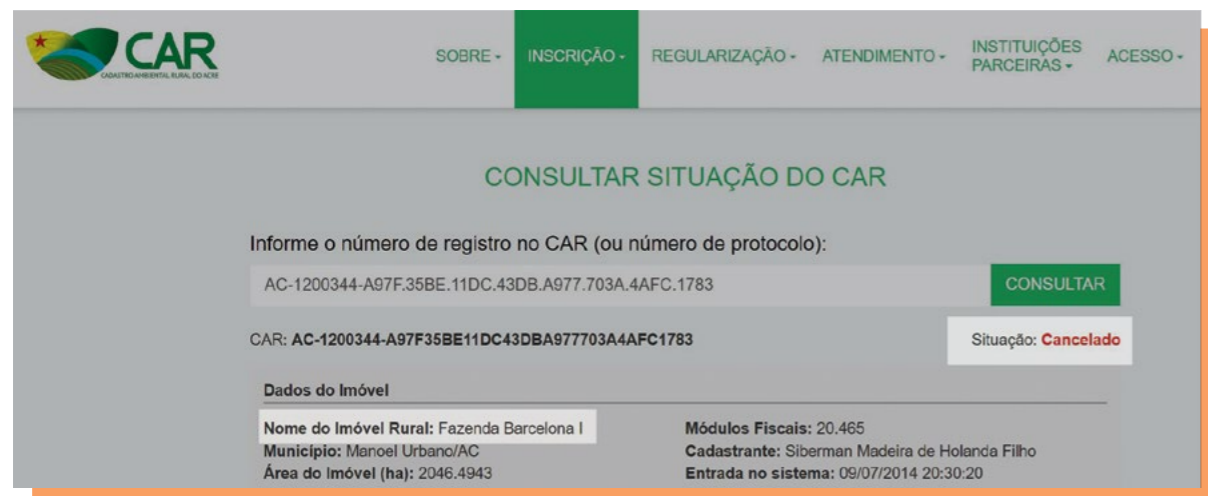 CAR
CADASTRO AMBIENTAL RURAL DO ACRE
SOBRE
INSCRIÇÃO
REGULARIZAÇÃO
ATENDIMENTO
INSTITUIÇÕES
PARCEIRAS
ACESSO
CONSULTAR SITUAÇÃO DO CAR
Informe o número de registro no CAR (ou número de protocolo):
AC-1200344-A97F.35BE.11DC.43DB.A977.703A.4AFC.1783
CONSULTAR
CAR: AC-1200344-A97F35BE11DC43DBA977703A4AFC1783
Situação: Cancelado
Dados do Imóvel
Nome do Imóvel Rural: Fazenda Barcelona I
Módulos Fiscais: 20.465
Município: Manoel Urbano/AC
Cadastrante: Siberman Madeira de Holanda Filho
Área do Imóvel (ha): 2046.4943
Entrada no sistema: 09/07/2014 20:30:20